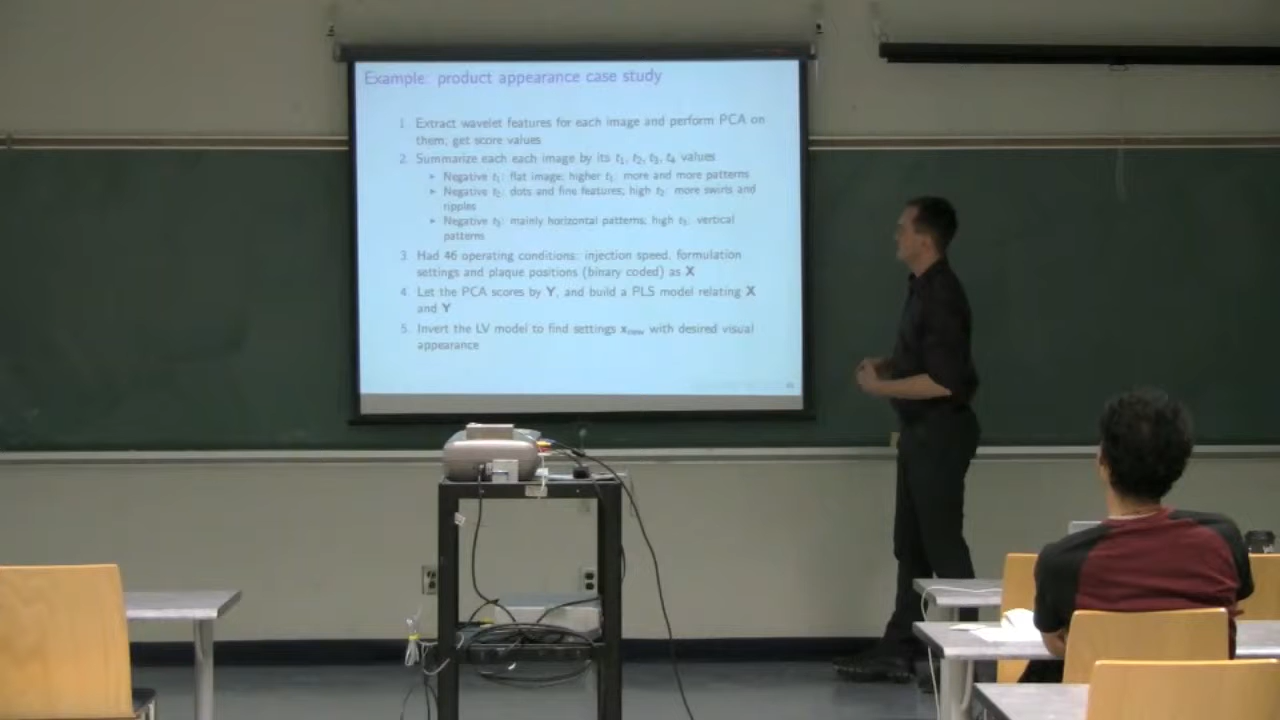 Example: product appearance case study
1. Extract wavelet features for each image and perform PCA on
them, get score values
2. Summarize each each image by its t1, t2, t3, t4 values
▸ Negative t1: flat image; higher t1: more and more patterns
▸ Negative t2: dots and fine features; high t2: more swirls and
ripples
▸ Negative t3: mainly horizontal patterns; high t3: vertical
patterns
3. Had 46 operating conditions: injection speed, formulation
settings and plaque positions (binary coded) as X
4. Let the PCA scores by Y, and build a PLS model relating X
and Y
5. Invert the LV model to find settings xnew with desired visual
appearance